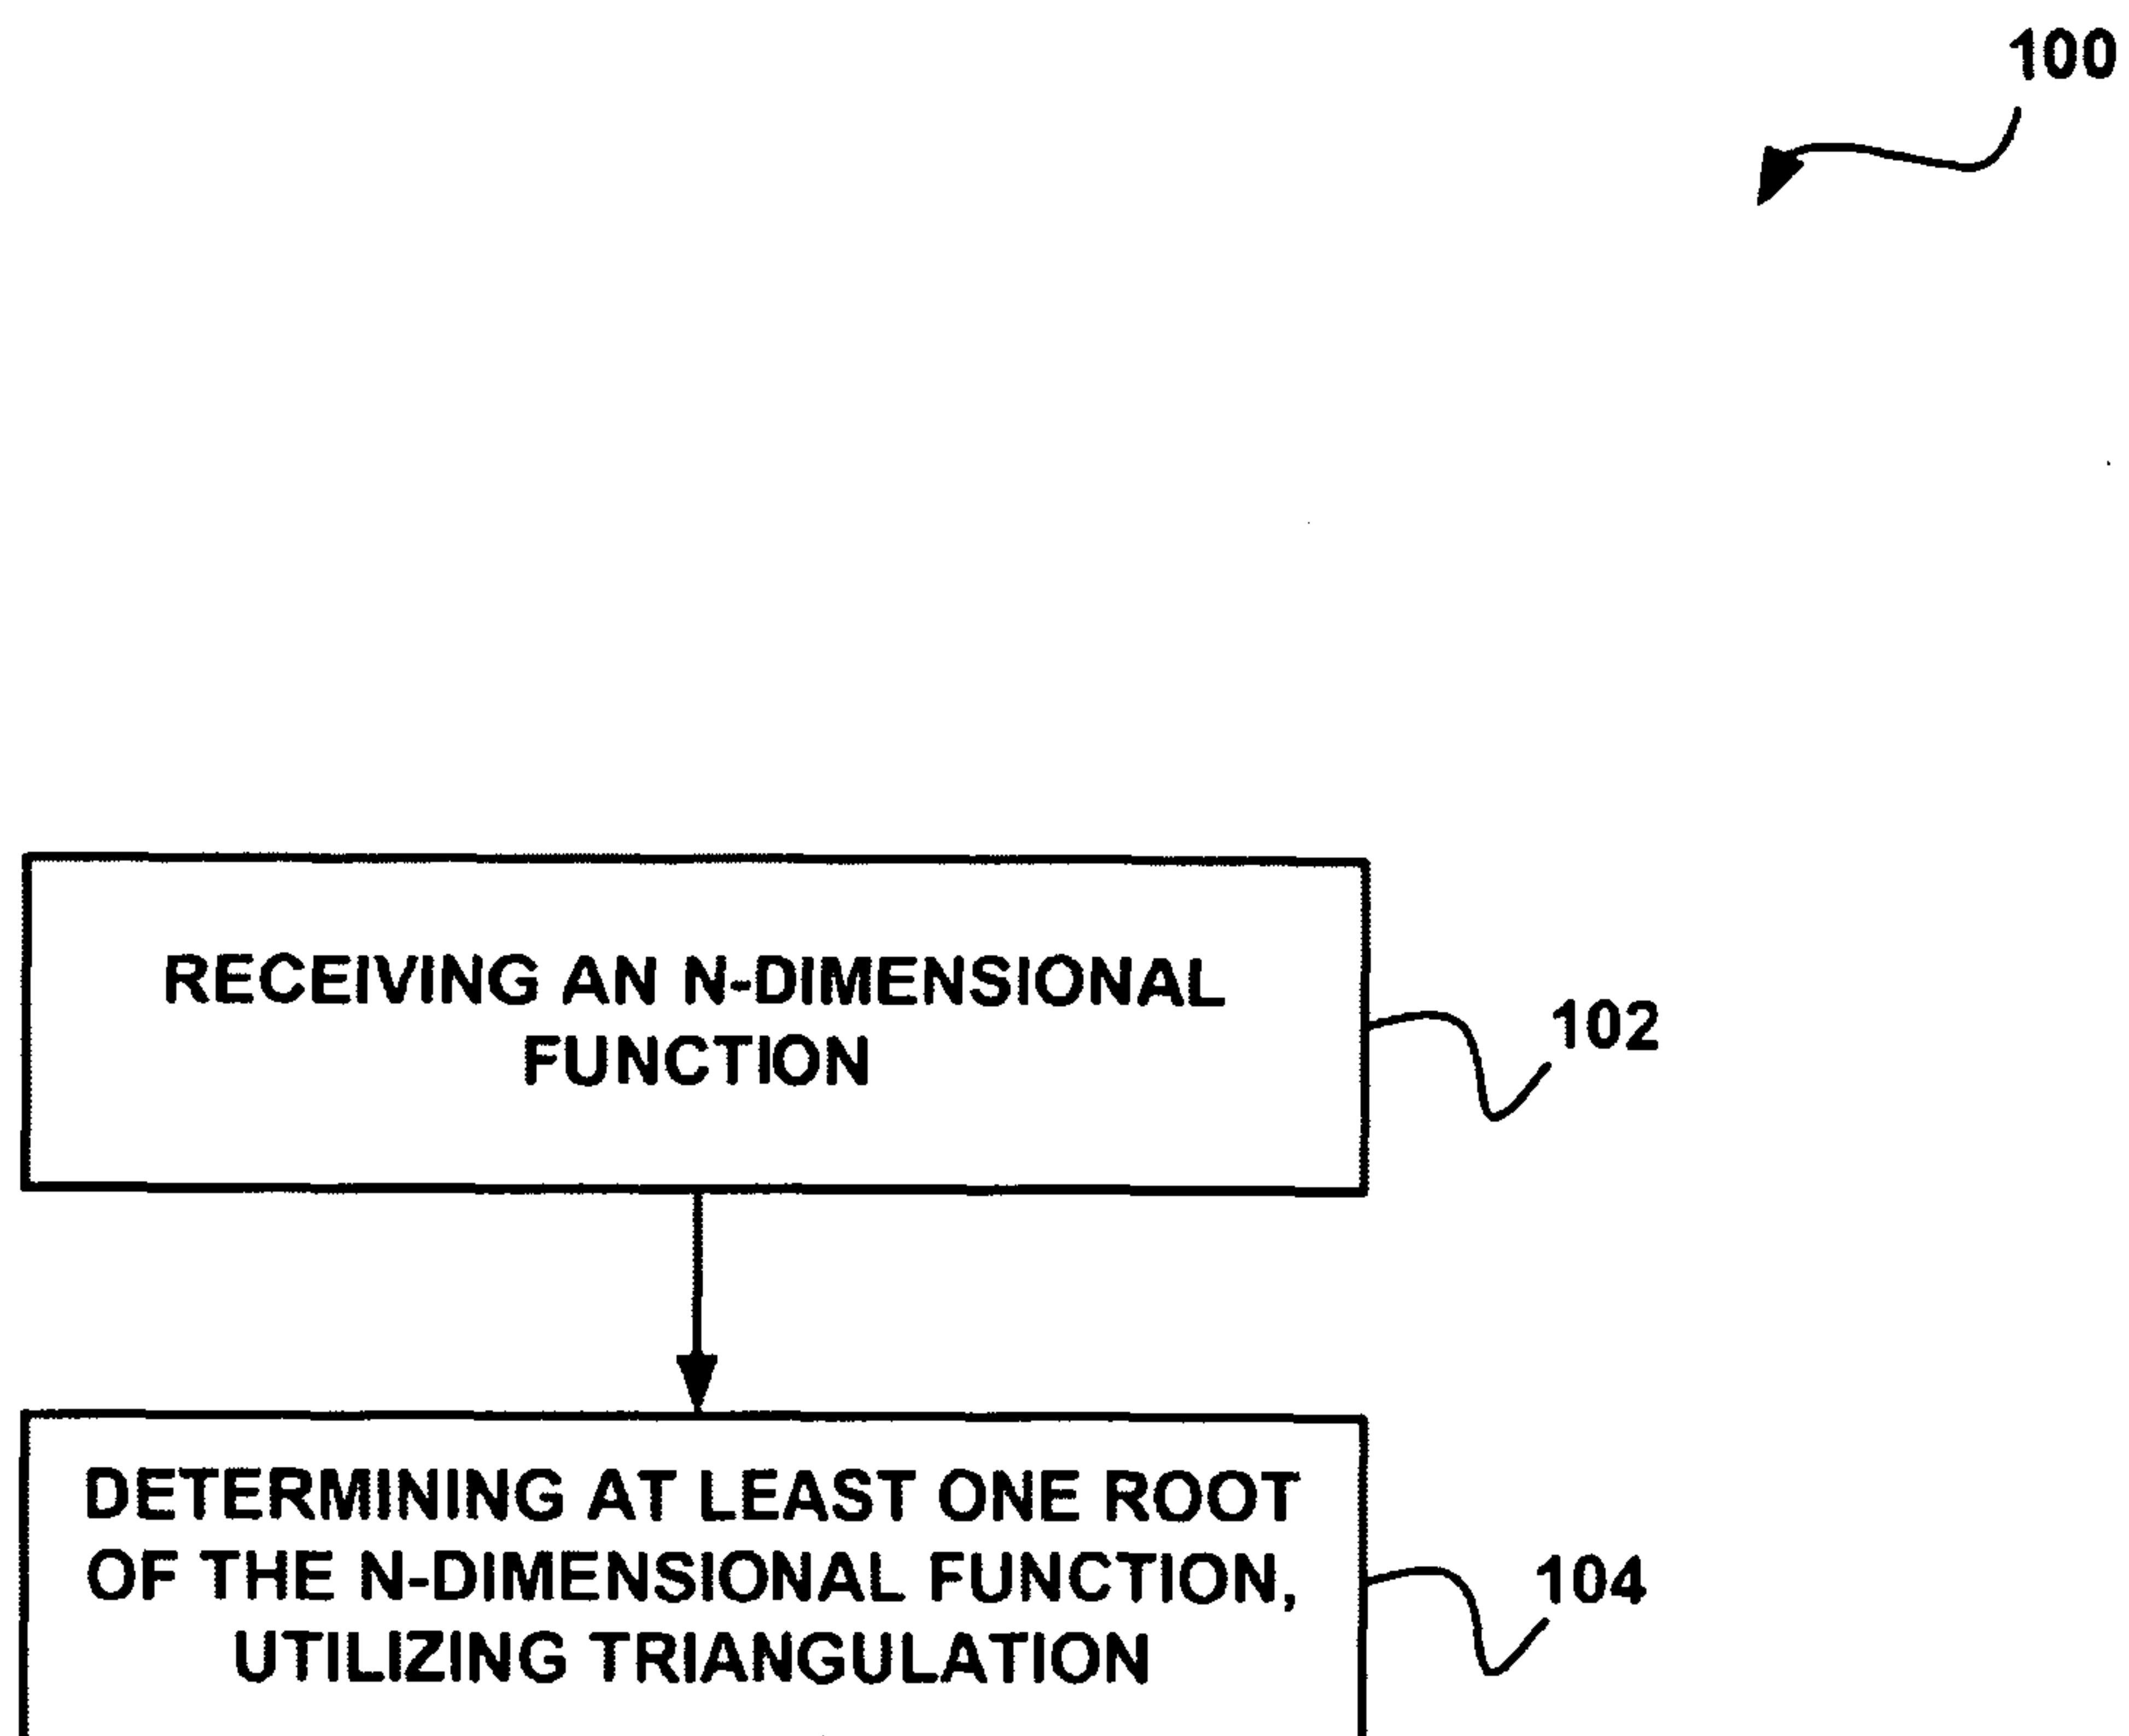 100
RECEIVING AN N-DIMENSIONAL
FUNCTION
102
DETERMINING AT LEAST ONE ROOT
OF THE N-DIMENSIONAL FUNCTION,
UTILIZING TRIANGULATION
104